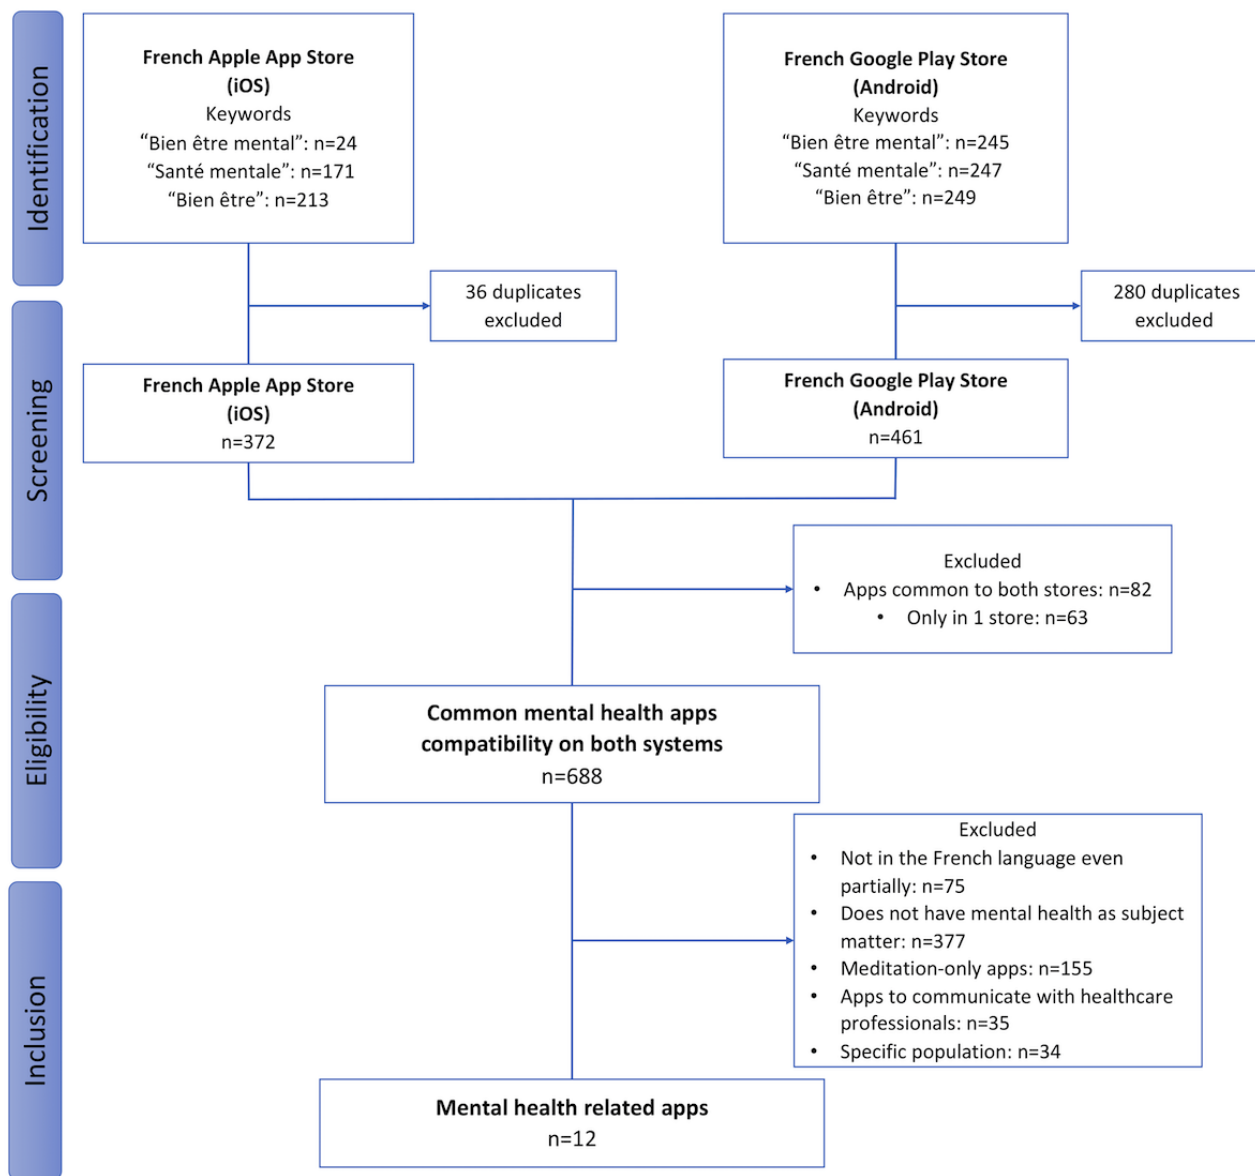 Identification
French Apple App Store
(iOS)
Keywords
“Bien être mental”: n=24
“Santé mentale”: n=171
“Bien être”: n=213
French Google Play Store
(Android)
Keywords
“Bien être mental”: n=245
“Santé mentale”: n=247
“Bien être”: n=249
36 duplicates
excluded
280 duplicates
excluded
Screening
French Apple App Store
(iOS)
n=372
French Google Play Store
(Android)
n=461
Excluded
• Apps common to both stores: n=82
• Only in 1 store: n=63
Eligibility
Common mental health apps
compatibility on both systems
n=688
Excluded
• Not in the French language even
partially: n=75
• Does not have mental health as subject
matter: n=377
• Meditation-only apps: n=155
• Apps to communicate with healthcare
professionals: n=35
• Specific population: n=34
Inclusion
Mental health related apps
n=12